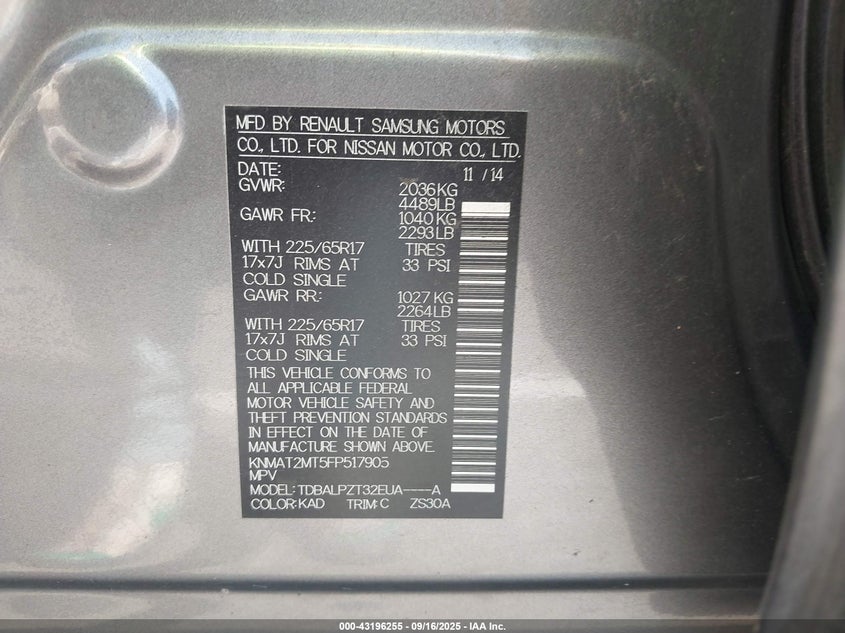 MFD BY RENAULT SAMSUNG MOTORS
CO., LTD. FOR NISSAN MOTOR CO., LTD.
DATE: 11 / 14
GVWR: 2036KG
4489LB
GAWR FR.: 1040KG
2293LB
WITH 225/65R17 TIRES
17x7J RIMS AT 33 PSI
COLD SINGLE
GAWR RR.: 1027KG
2264LB
WITH 225/65R17 TIRES
17x7J RIMS AT 33 PSI
COLD SINGLE
THIS VEHICLE CONFORMS TO
ALL APPLICABLE FEDERAL
MOTOR VEHICLE SAFETY AND
THEFT PREVENTION STANDARDS
IN EFFECT ON THE DATE OF
MANUFACTURE SHOWN ABOVE.
KNMAT2MT5FP517905
MPV
MODEL: TDBALPZT32EUA----A
COLOR: KAD TRIM: C ZS30A
000-43196255 - 09/16/2025 - IAA Inc.